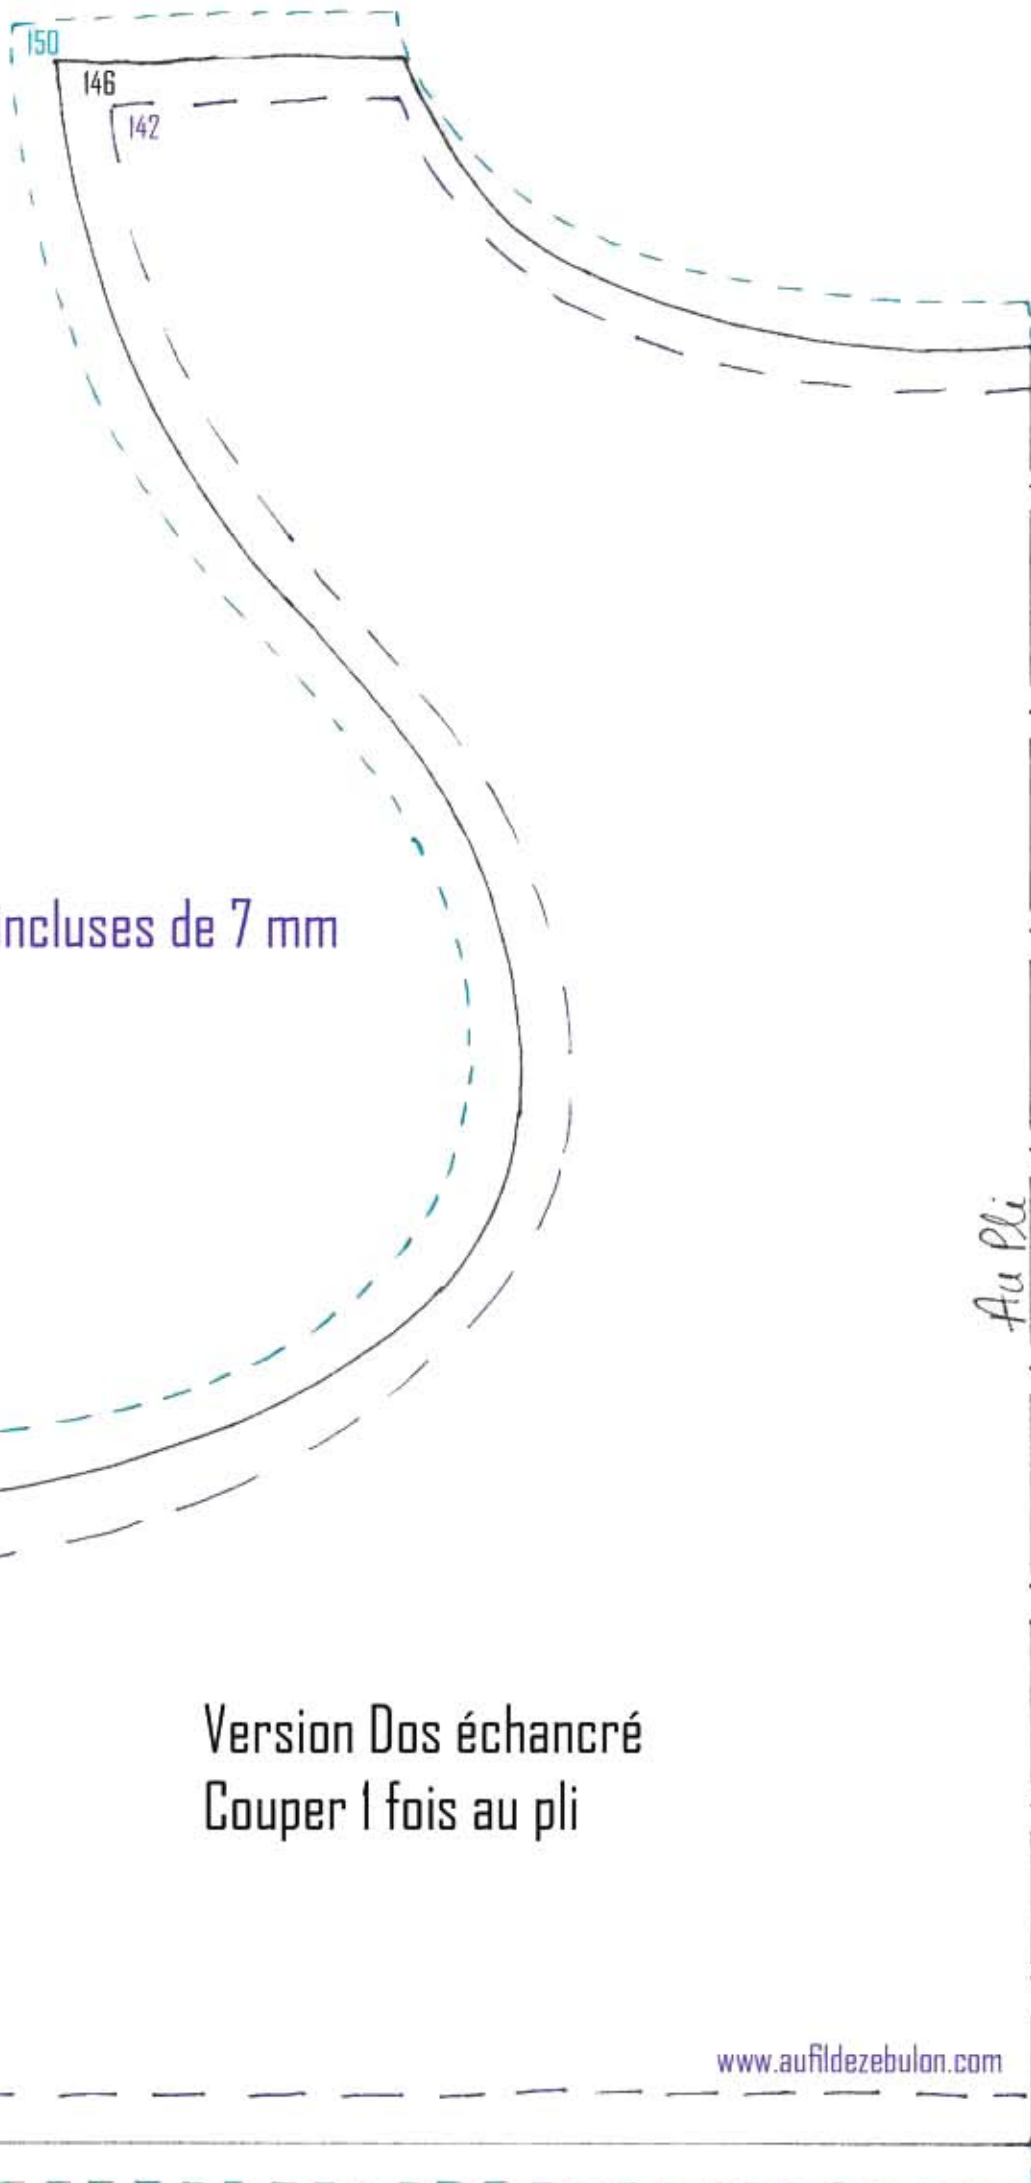 150
146
142
incluses de 7 mm
Au Pli
Version Dos échancré
Couper 1 fois au pli
www.aufildezebulon.com